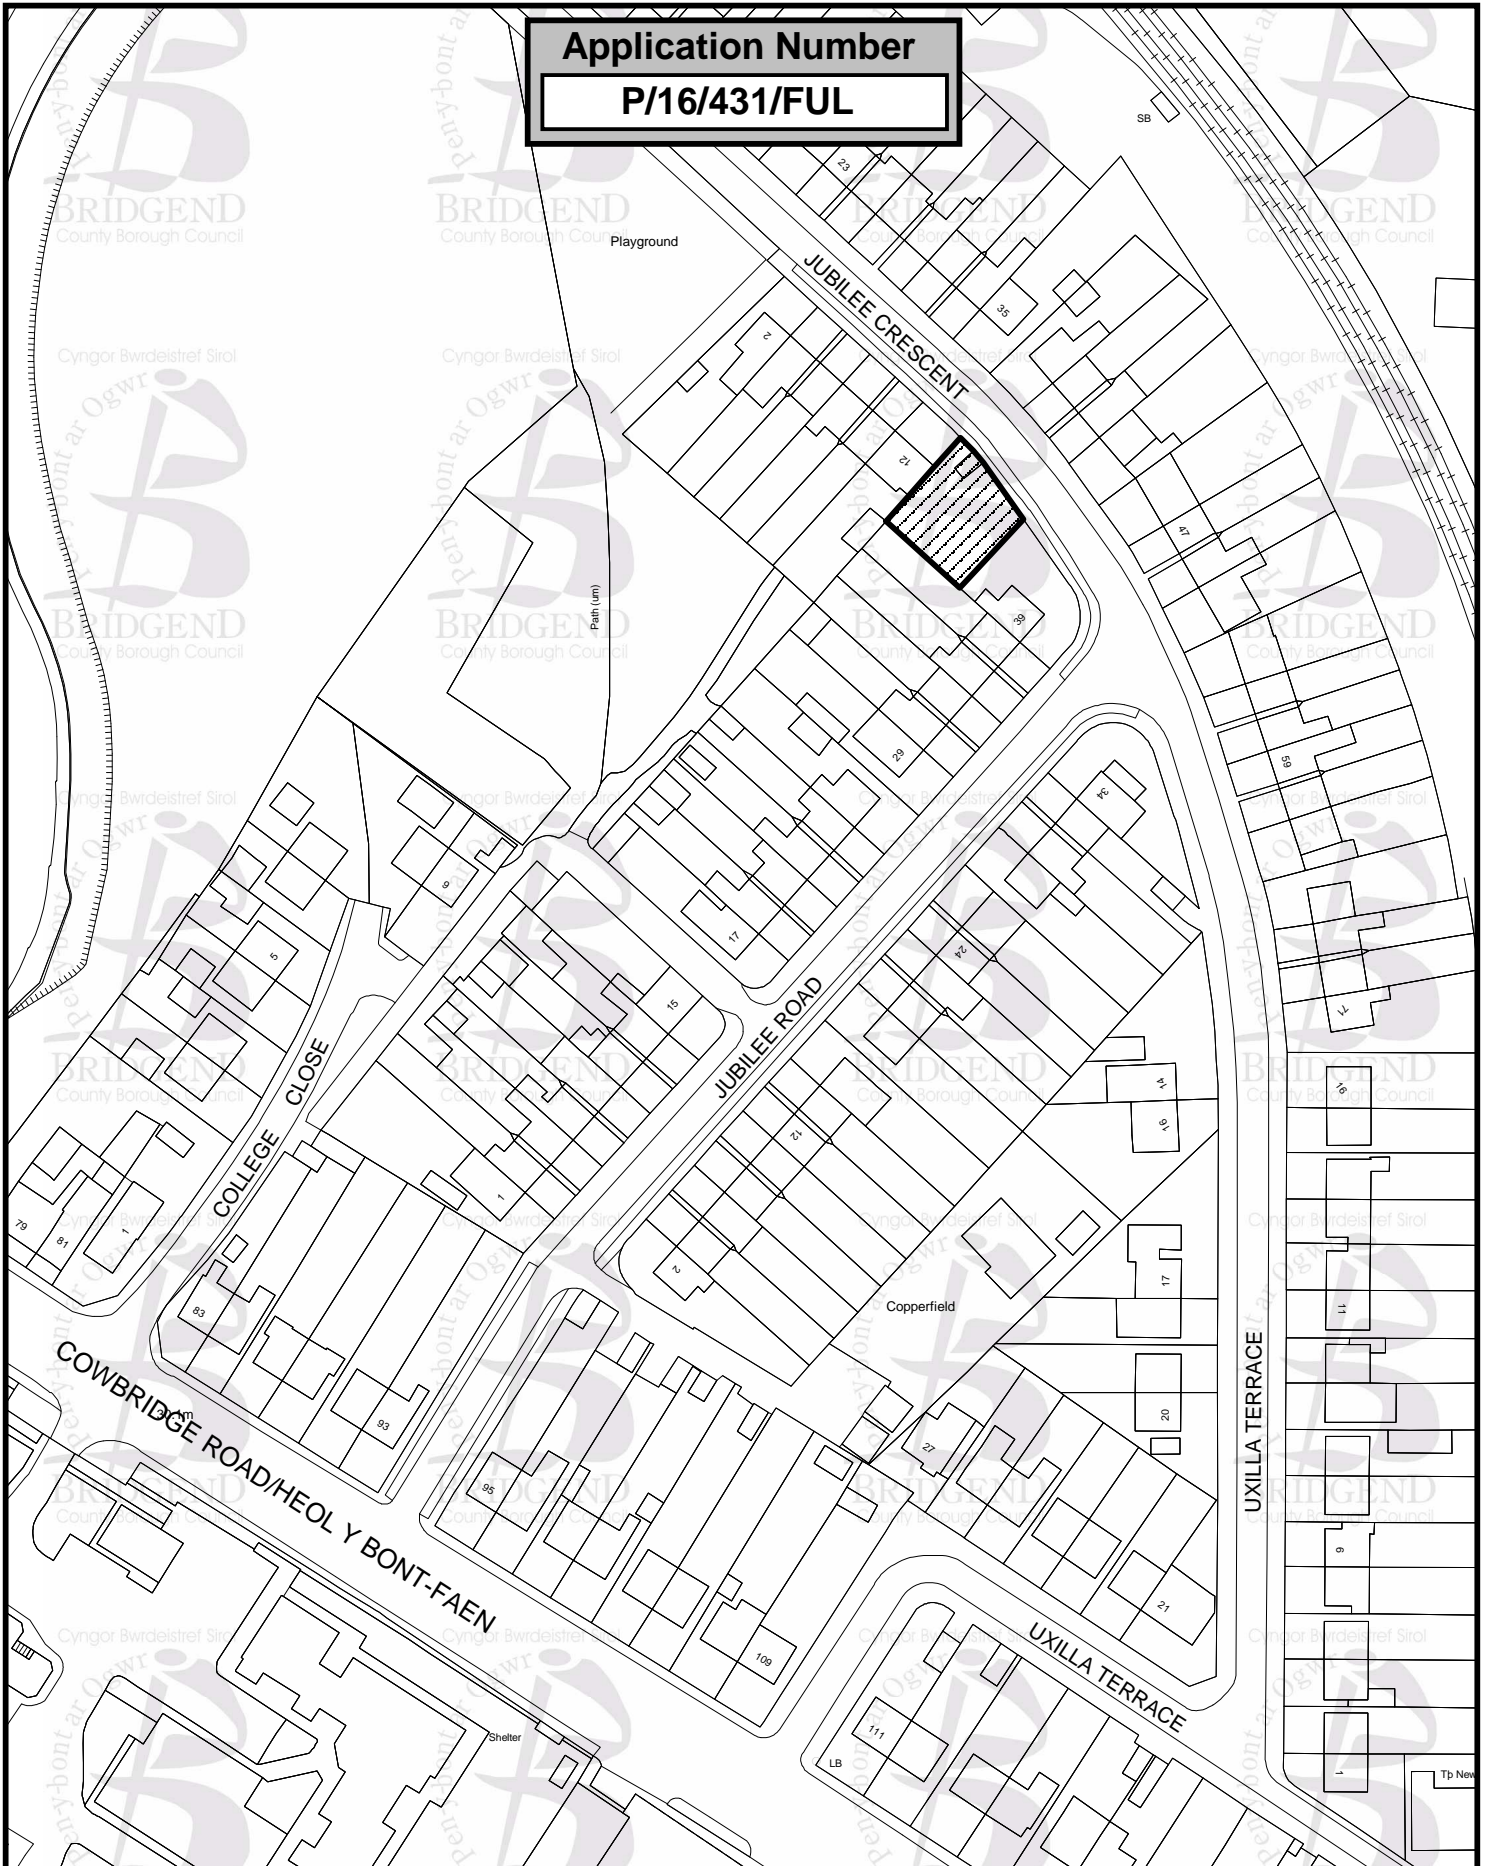 Application Number
P/16/431/FUL
SB
23
Playground
JUBILEE CRESCENT
35
2
12
47
Path (um)
39
29
59
34
9
17
24
5
15
71
JUBILEE ROAD
COLLEGE CLOSE
14
16
16
12
1
79
81
1
2
17
11
Copperfield
83
UXILLA TERRACE
COWBRIDGE ROAD/HEOL Y BONT-FAEN
93
20
27
95
6
21
109
UXILLA TERRACE
111
Shelter
LB
1
Cyngor Bwrdeistref Sirol
Pen-y-bont ar Ogwr
BRIDGEND
County Borough Council